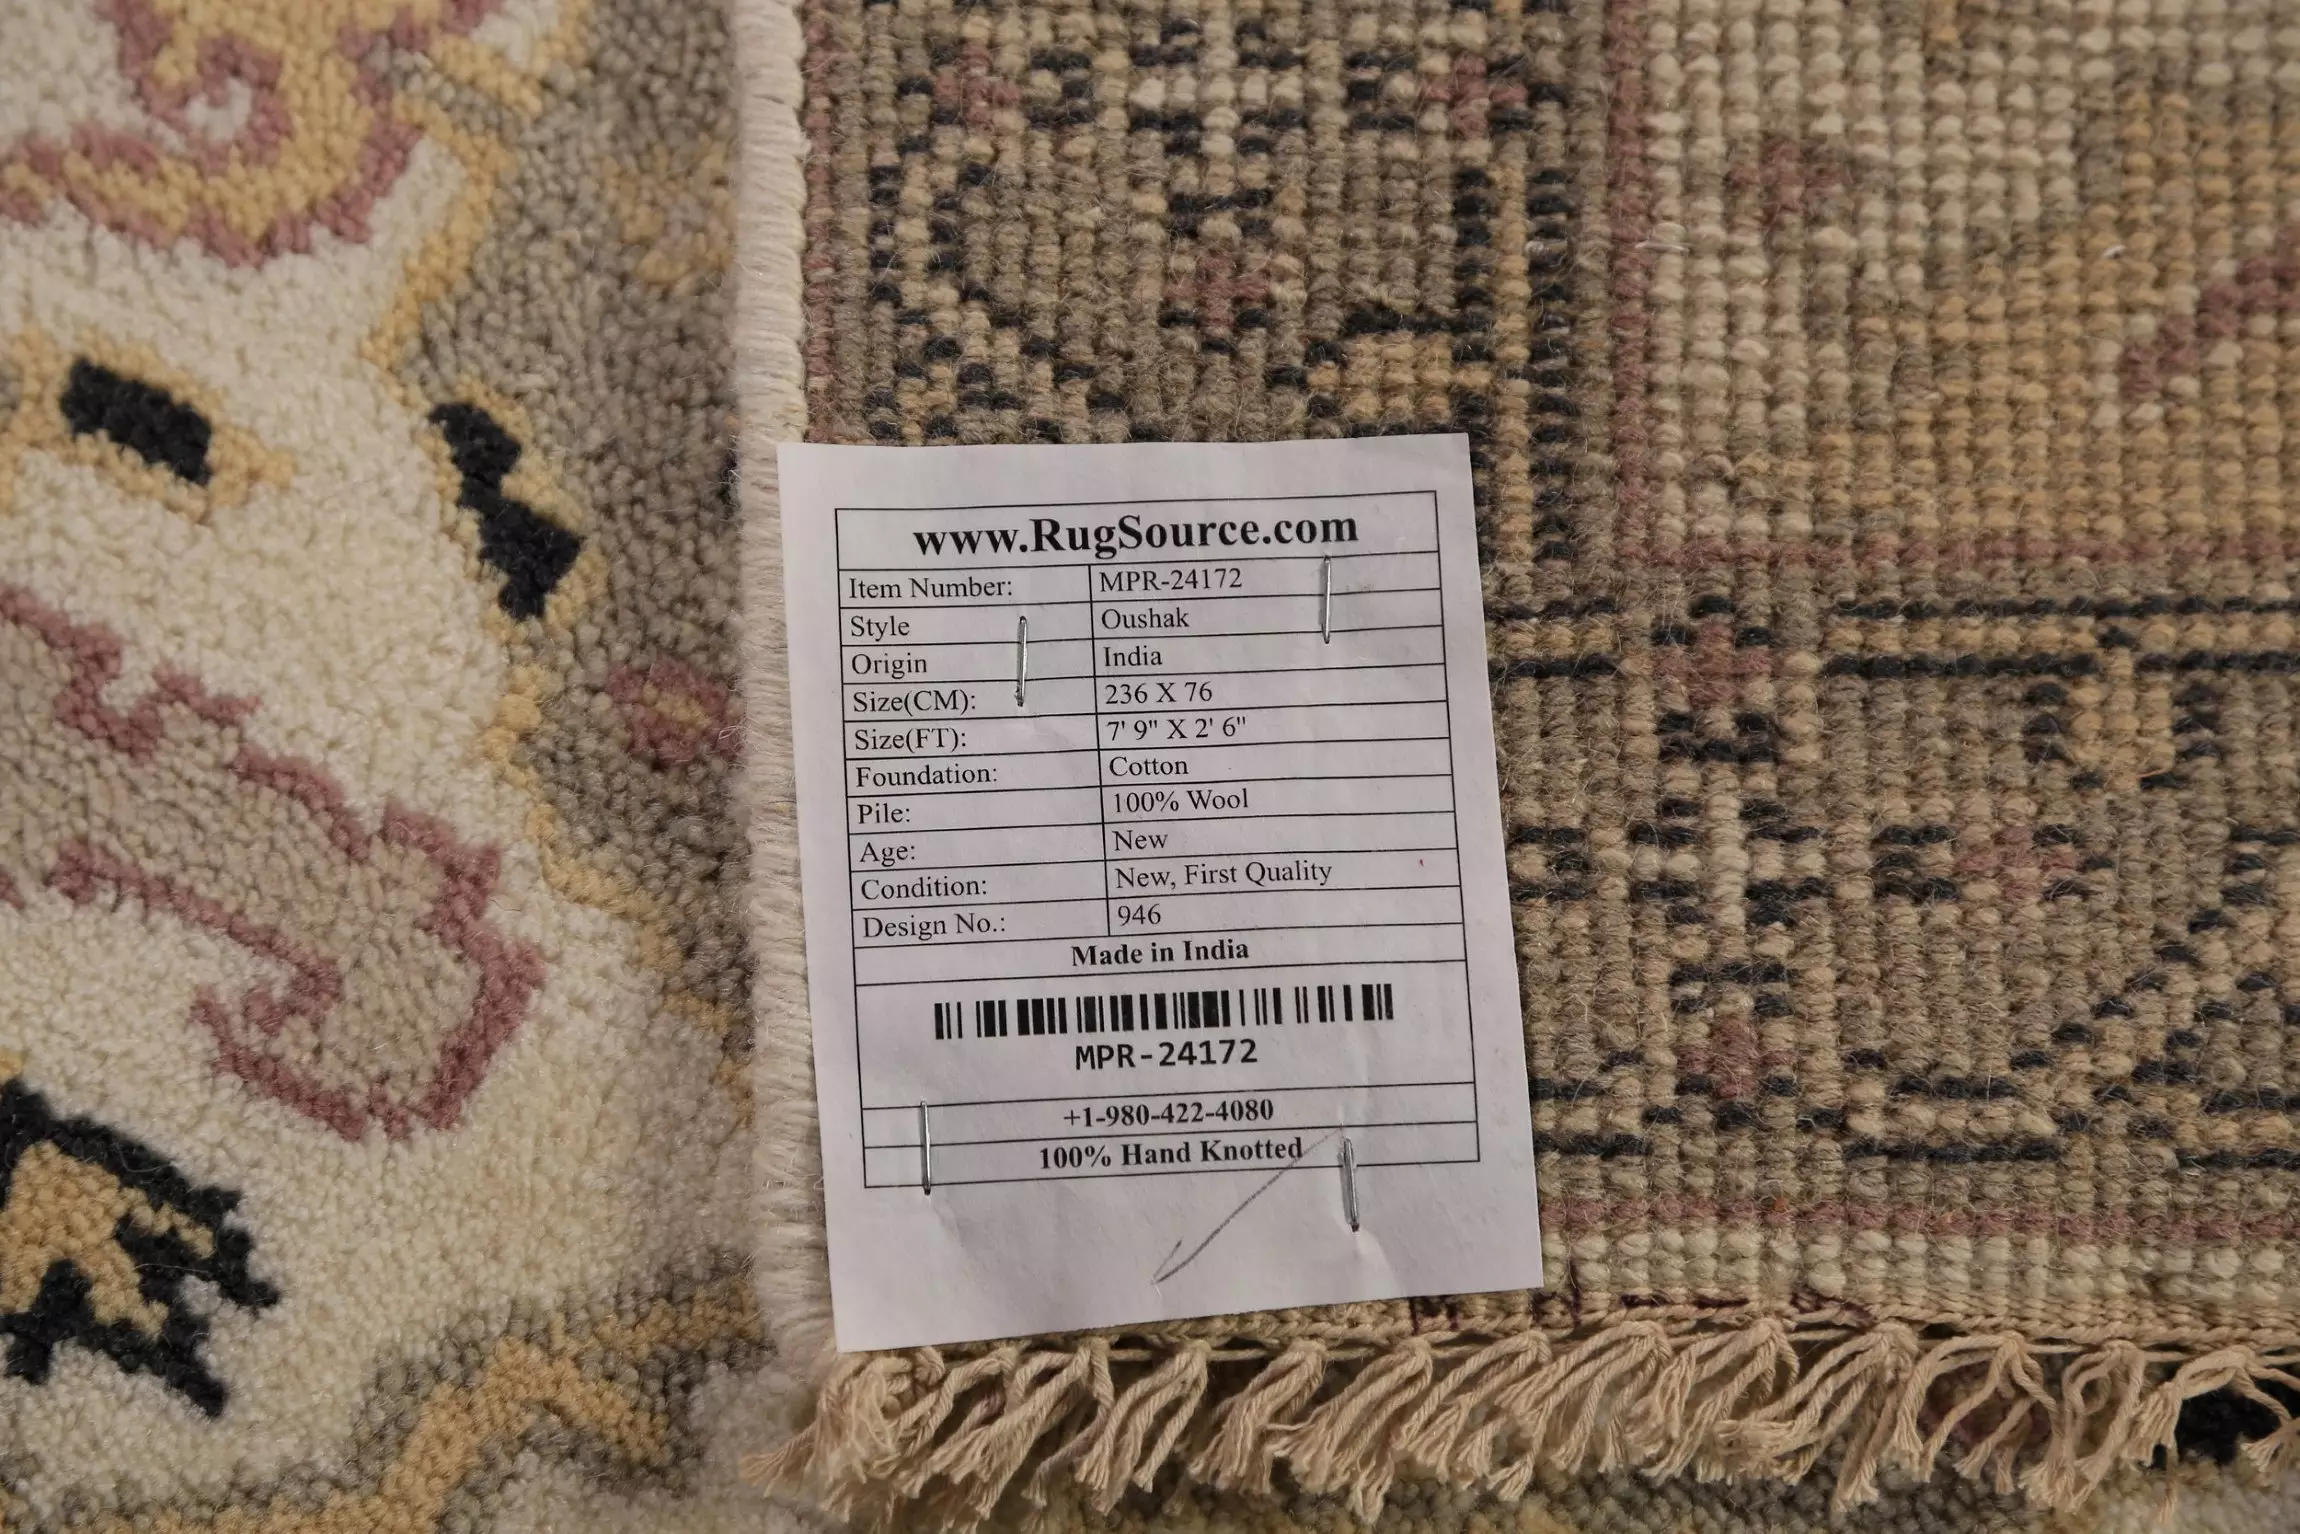 www.RugSource.com
Item Number: MPR-24172
Style Oushak
Origin India
Size(CM): 236 X 76
Size(FT): 7' 9" X 2' 6"
Foundation: Cotton
Pile: 100% Wool
Age: New
Condition: New, First Quality
Design No.: 946
Made in India
MPR-24172
+1-980-422-4080
100% Hand Knotted